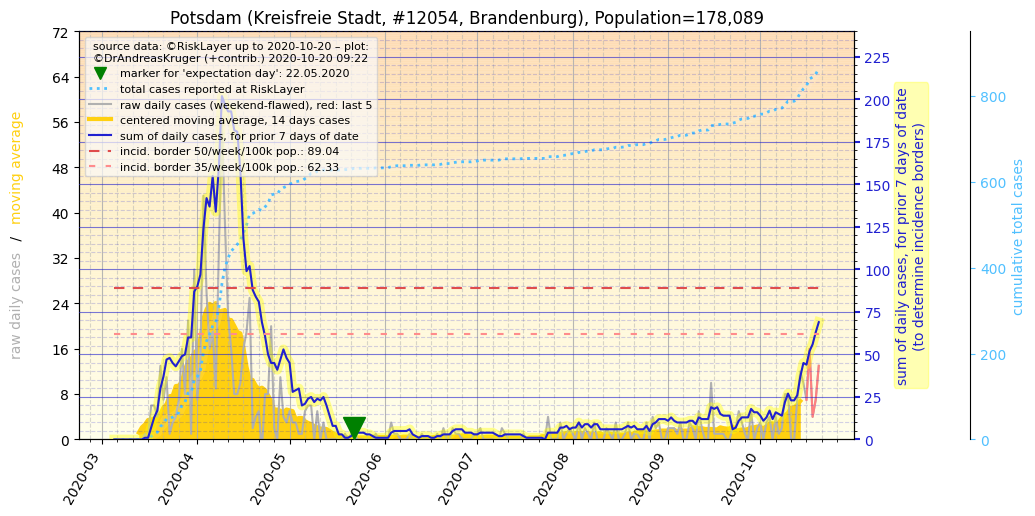 Potsdam (Kreisfreie Stadt, #12054, Brandenburg), Population=178,089
source data: ©RiskLayer up to 2020-10-20 – plot:
©DrAndreasKruger (+contrib.) 2020-10-20 09:22
marker for 'expectation day': 22.05.2020
total cases reported at RiskLayer
raw daily cases (weekend-flawed), red: last 5
centered moving average, 14 days cases
sum of daily cases, for prior 7 days of date
incid. border 50/week/100k pop.: 89.04
incid. border 35/week/100k pop.: 62.33
raw daily cases / moving average
72
64
56
48
40
32
24
16
8
0
2020-03
2020-04
2020-05
2020-06
2020-07
2020-08
2020-09
2020-10
225
200
175
150
125
100
75
50
25
0
sum of daily cases, for prior 7 days of date
(to determine incidence borders)
800
600
400
200
0
cumulative total cases